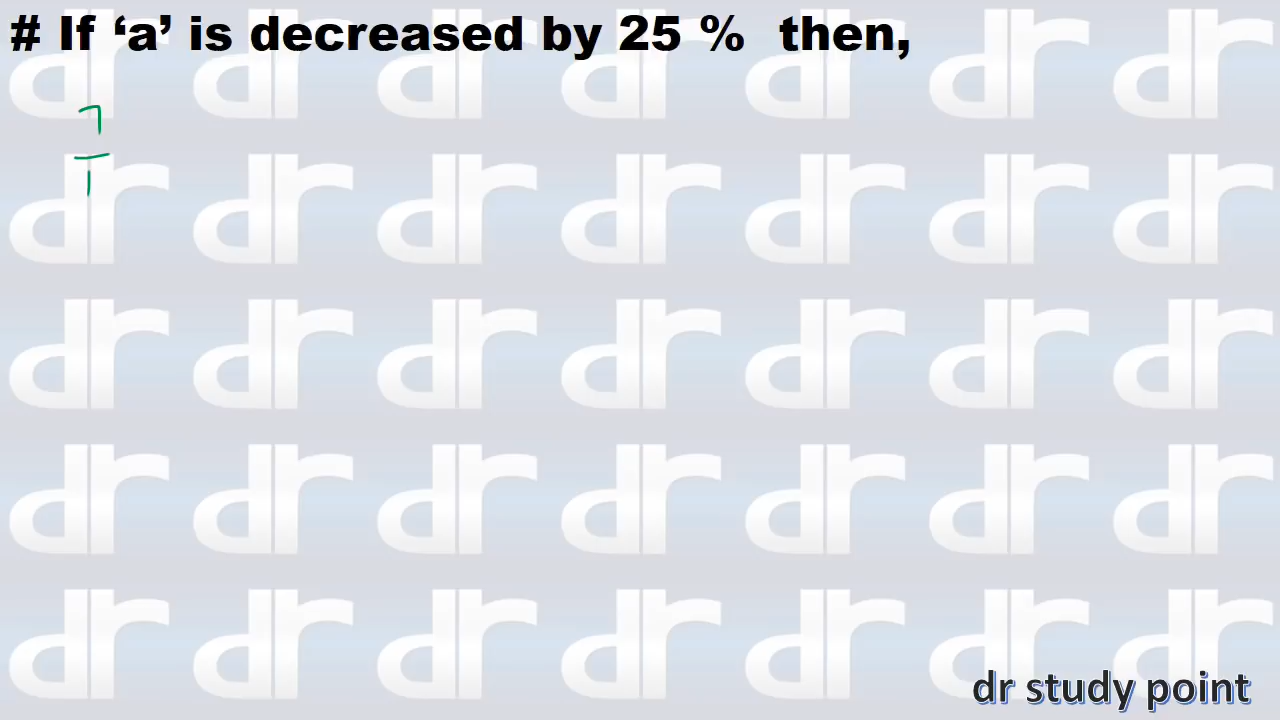 # If ‘a’ is decreased by 25 % then,
dr study point